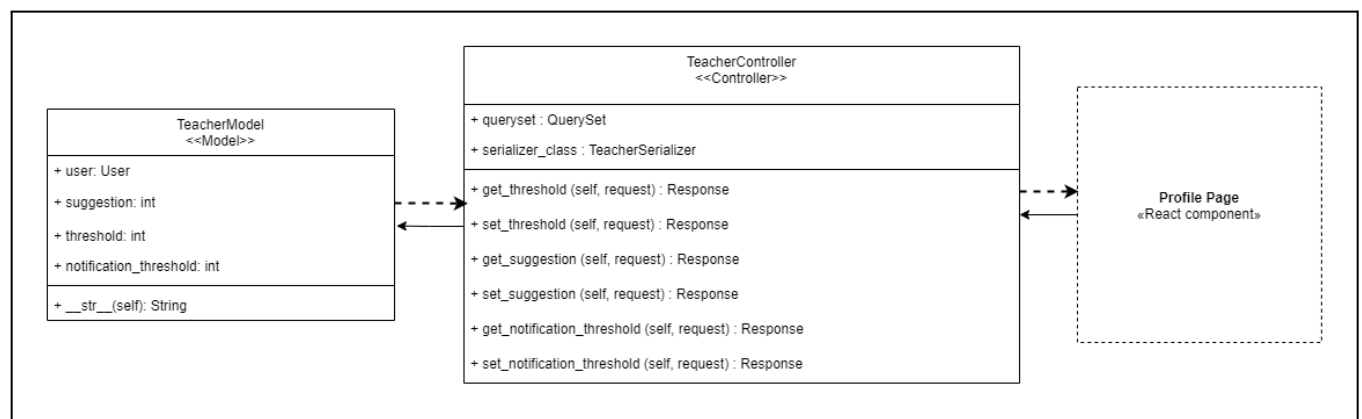 TeacherModel
<<Model>>
+ user: User
+ suggestion: int
+ threshold: int
+ notification_threshold: int
+ __str__(self): String
TeacherController
<<Controller>>
+ queryset : QuerySet
+ serializer_class : TeacherSerializer
+ get_threshold (self, request) : Response
+ set_threshold (self, request) : Response
+ get_suggestion (self, request) : Response
+ set_suggestion (self, request) : Response
+ get_notification_threshold (self, request) : Response
+ set_notification_threshold (self, request) : Response
Profile Page
«React component»